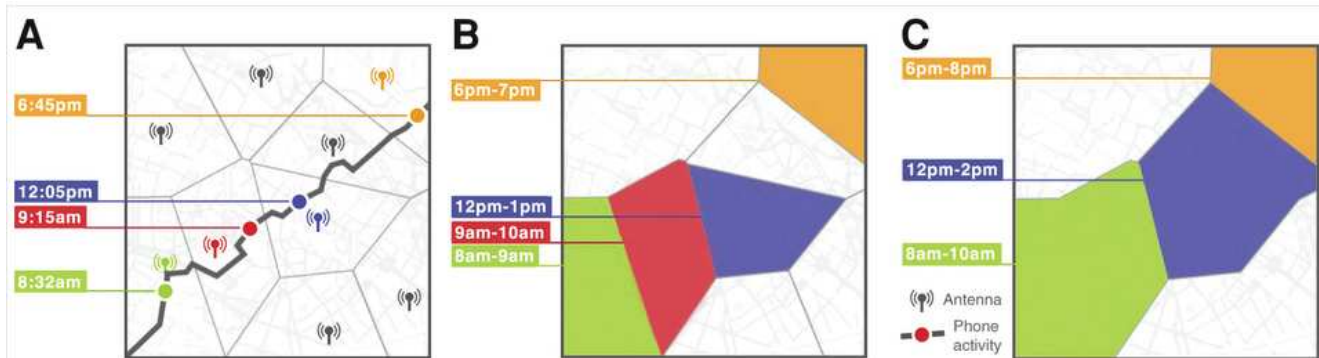 A
6:45pm
12:05pm
9:15am
8:32am
B
6pm-7pm
12pm-1pm
9am-10am
8am-9am
C
6pm-8pm
12pm-2pm
8am-10am
Antenna
Phone
activity